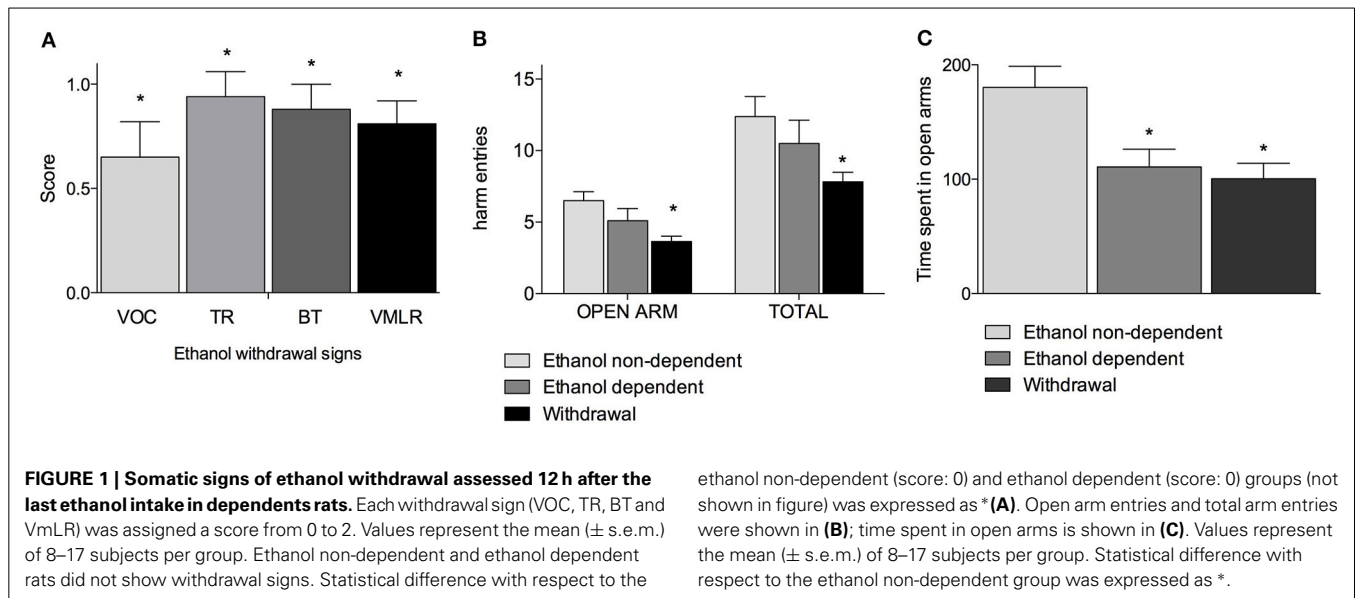 A
*
*
*
*
1.0
0.5
0.0
Score
VOC TR BT VMLR
Ethanol withdrawal signs
B
15
10
5
0
harm entries
*
*
OPEN ARM TOTAL
Ethanol non-dependent
Ethanol dependent
Withdrawal
C
200
100
0
Time spent in open arms
*
*
Ethanol non-dependent
Ethanol dependent
Withdrawal
FIGURE 1 | Somatic signs of ethanol withdrawal assessed 12 h after the
last ethanol intake in dependents rats. Each withdrawal sign (VOC, TR, BT and
VmLR) was assigned a score from 0 to 2. Values represent the mean (± s.e.m.)
of 8–17 subjects per group. Ethanol non-dependent and ethanol dependent
rats did not show withdrawal signs. Statistical difference with respect to the
ethanol non-dependent (score: 0) and ethanol dependent (score: 0) groups (not
shown in figure) was expressed as *(A). Open arm entries and total arm entries
were shown in (B); time spent in open arms is shown in (C). Values represent
the mean (± s.e.m.) of 8–17 subjects per group. Statistical difference with
respect to the ethanol non-dependent group was expressed as *.